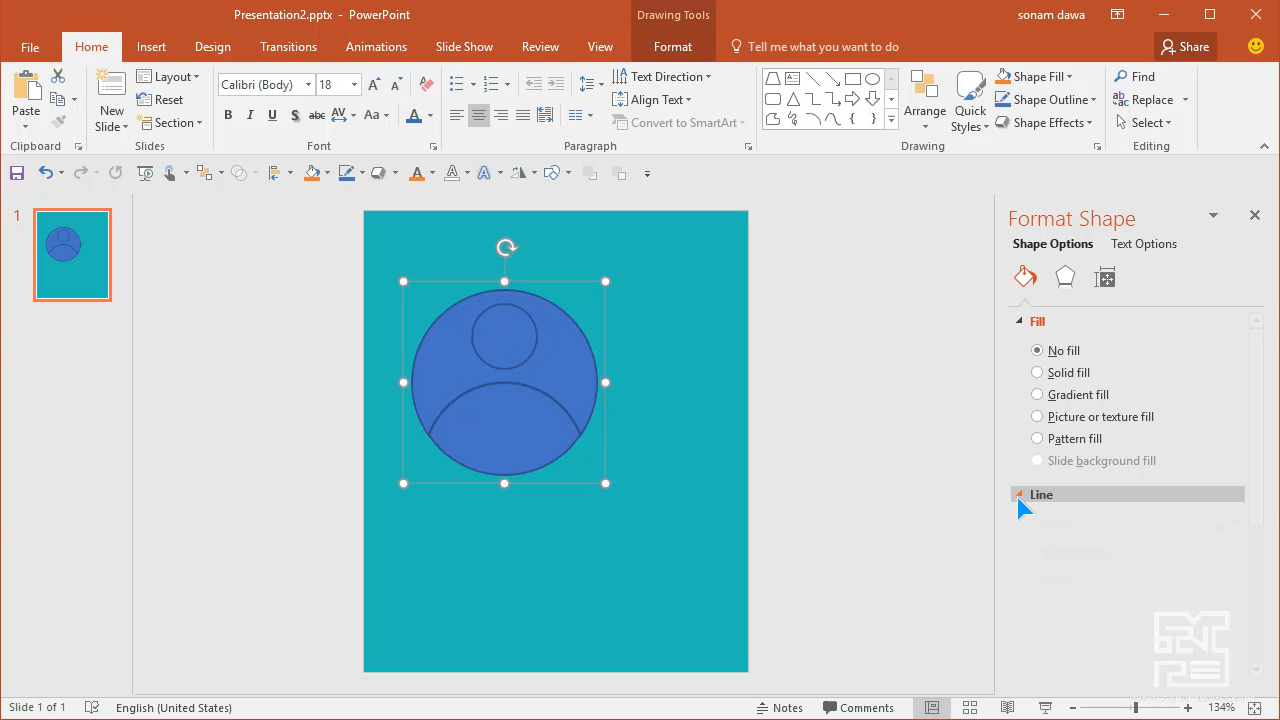 Presentation2.pptx - PowerPoint
Drawing Tools
sonam dawa
File
Home
Insert
Design
Transitions
Animations
Slide Show
Review
View
Format
Tell me what you want to do
Share
Paste
Clipboard
New
Slide
Layout
Reset
Section
Slides
Calibri (Body)
18
B
I
U
S
abc
AV
Aa
A
Font
Text Direction
Align Text
Convert to SmartArt
Paragraph
Arrange
Quick
Styles
Shape Fill
Shape Outline
Shape Effects
Drawing
Find
Replace
Select
Editing
1
Format Shape
Shape Options
Text Options
Fill
No fill
Solid fill
Gradient fill
Picture or texture fill
Pattern fill
Slide background fill
Line
Slide 1 of 1
English (United States)
Notes
Comments
134%